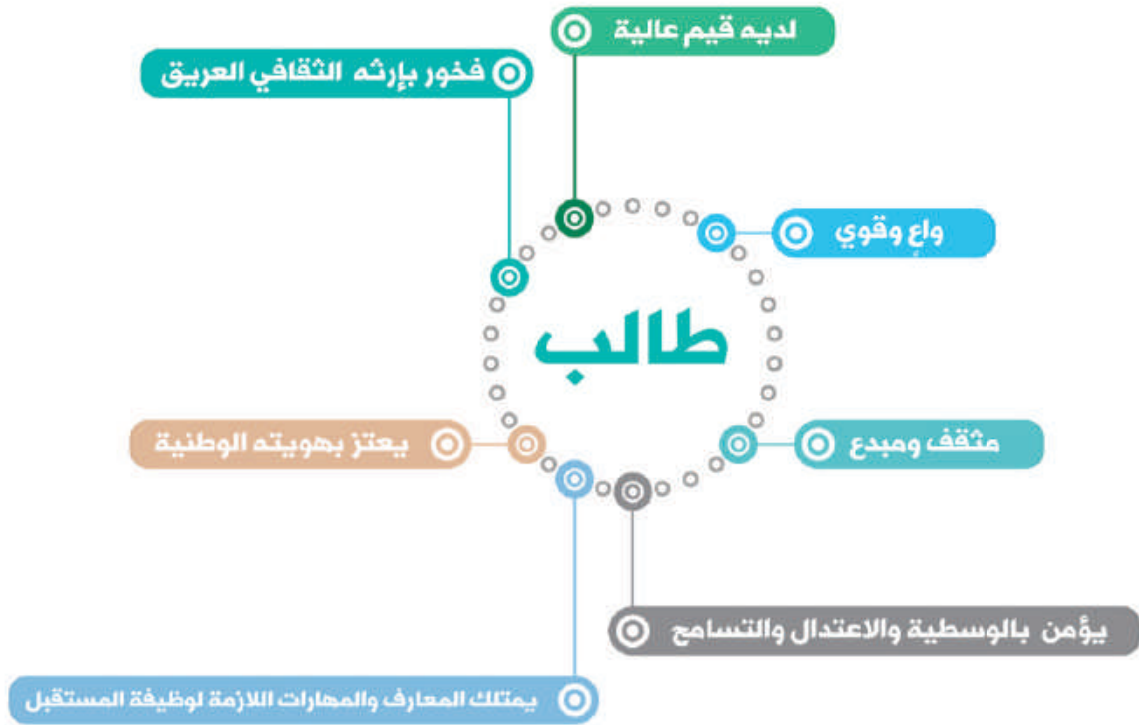 لديه قيم عالية
فخور بإرثه الثقافي العريق
واعٍ وقوي
طالب
يعتز بهويته الوطنية
مثقف ومبدع
يؤمن بالوسطية والاعتدال والتسامح
يمتلك المعارف والمهارات اللازمة لوظيفة المستقبل